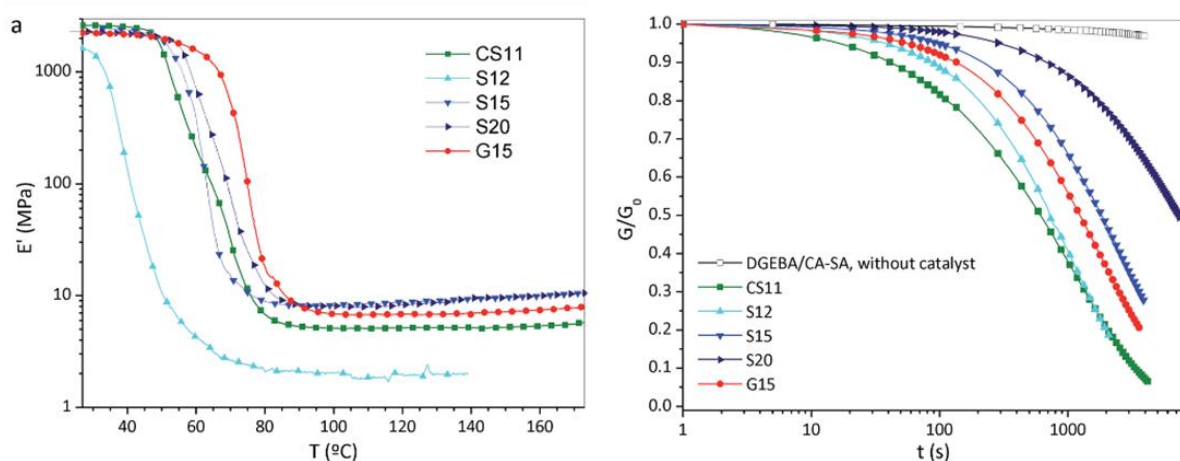 a
E' (MPa)
1000
100
10
1
40 60 80 100 120 140 160
T (ºC)
CS11
S12
S15
S20
G15
G/G0
1.0
0.9
0.8
0.7
0.6
0.5
0.4
0.3
0.2
0.1
0.0
1 10 100 1000
t (s)
DGEBA/CA-SA, without catalyst
CS11
S12
S15
S20
G15